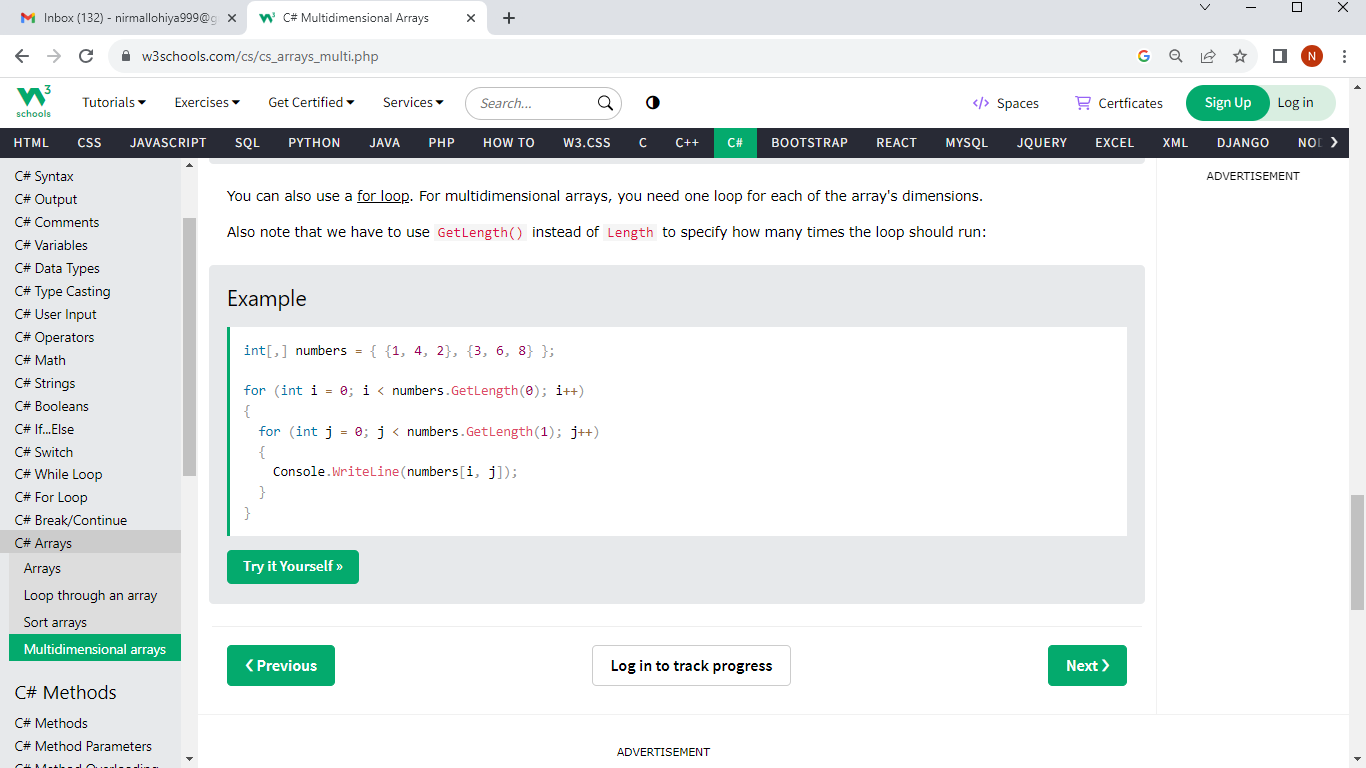 Inbox (132) - nirmallohiya999@g
C# Multidimensional Arrays
w3schools.com/cs/cs_arrays_multi.php
N
W3 schools
Tutorials
Exercises
Get Certified
Services
Search...
Spaces
Certficates
Sign Up
Log in
HTML CSS JAVASCRIPT SQL PYTHON JAVA PHP HOW TO W3.CSS C C++ C# BOOTSTRAP REACT MYSQL JQUERY EXCEL XML DJANGO NOD
C# Syntax
C# Output
C# Comments
C# Variables
C# Data Types
C# Type Casting
C# User Input
C# Operators
C# Math
C# Strings
C# Booleans
C# If...Else
C# Switch
C# While Loop
C# For Loop
C# Break/Continue
C# Arrays
Arrays
Loop through an array
Sort arrays
Multidimensional arrays
C# Methods
C# Methods
C# Method Parameters
C# Method Overloading
You can also use a for loop. For multidimensional arrays, you need one loop for each of the array's dimensions.
Also note that we have to use GetLength() instead of Length to specify how many times the loop should run:
Example
int[,] numbers = { {1, 4, 2}, {3, 6, 8} };
for (int i = 0; i < numbers.GetLength(0); i++)
{
for (int j = 0; j < numbers.GetLength(1); j++)
{
Console.WriteLine(numbers[i, j]);
}
}
Try it Yourself »
❮ Previous
Log in to track progress
Next ❯
ADVERTISEMENT
ADVERTISEMENT